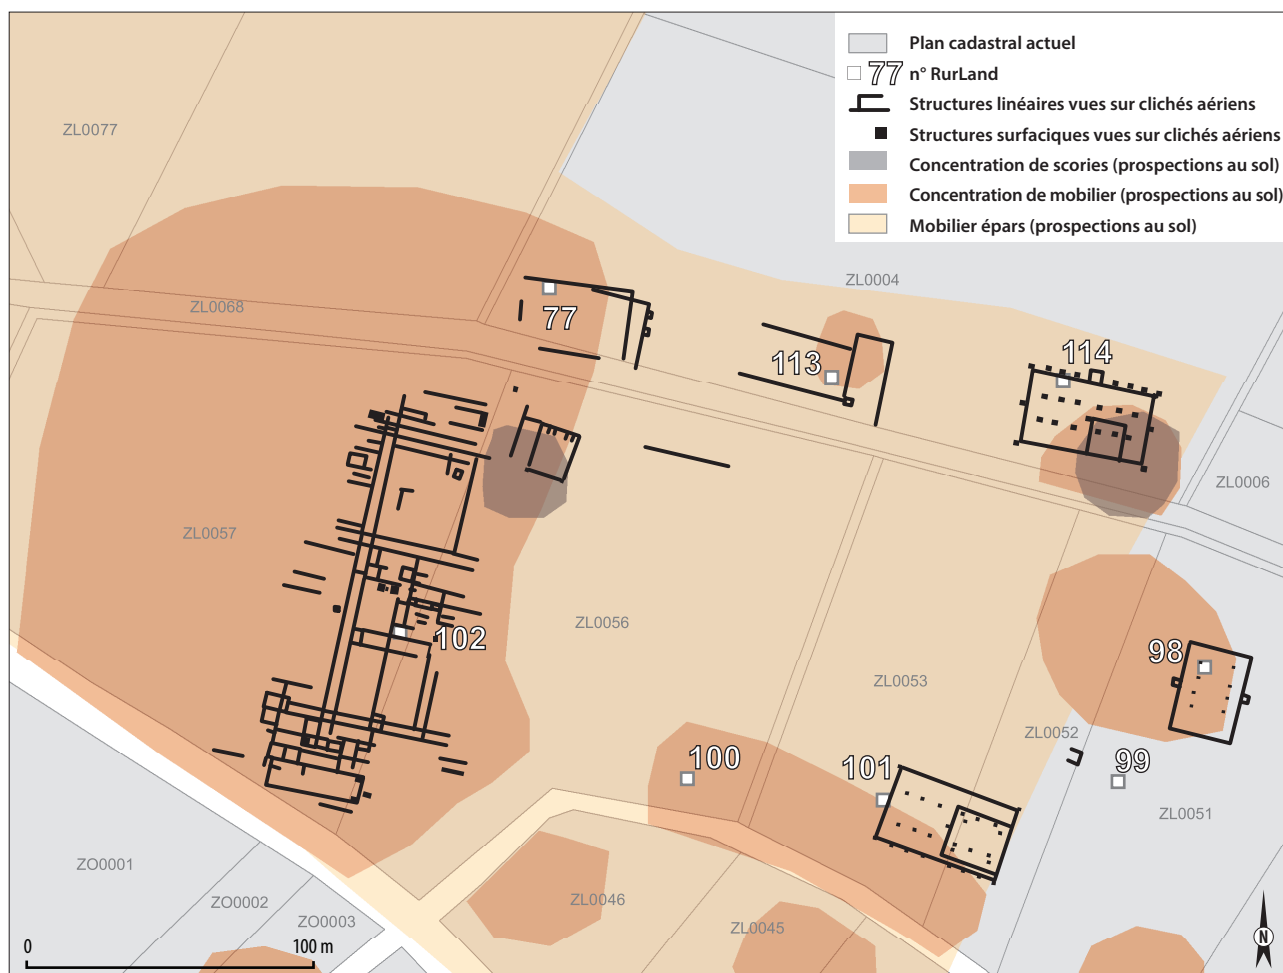 Plan cadastral actuel
77 n° RurLand
Structures linéaires vues sur clichés aériens
Structures surfaciques vues sur clichés aériens
Concentration de scories (prospections au sol)
Concentration de mobilier (prospections au sol)
Mobilier épars (prospections au sol)
ZL0077
ZL0004
ZL0068
77
113
114
ZL0006
ZL0057
ZL0056
102
98
ZL0053
ZL0052
100
101
99
ZL0051
ZO0001
ZO0002
ZO0003
ZL0046
ZL0045
0
100 m
N